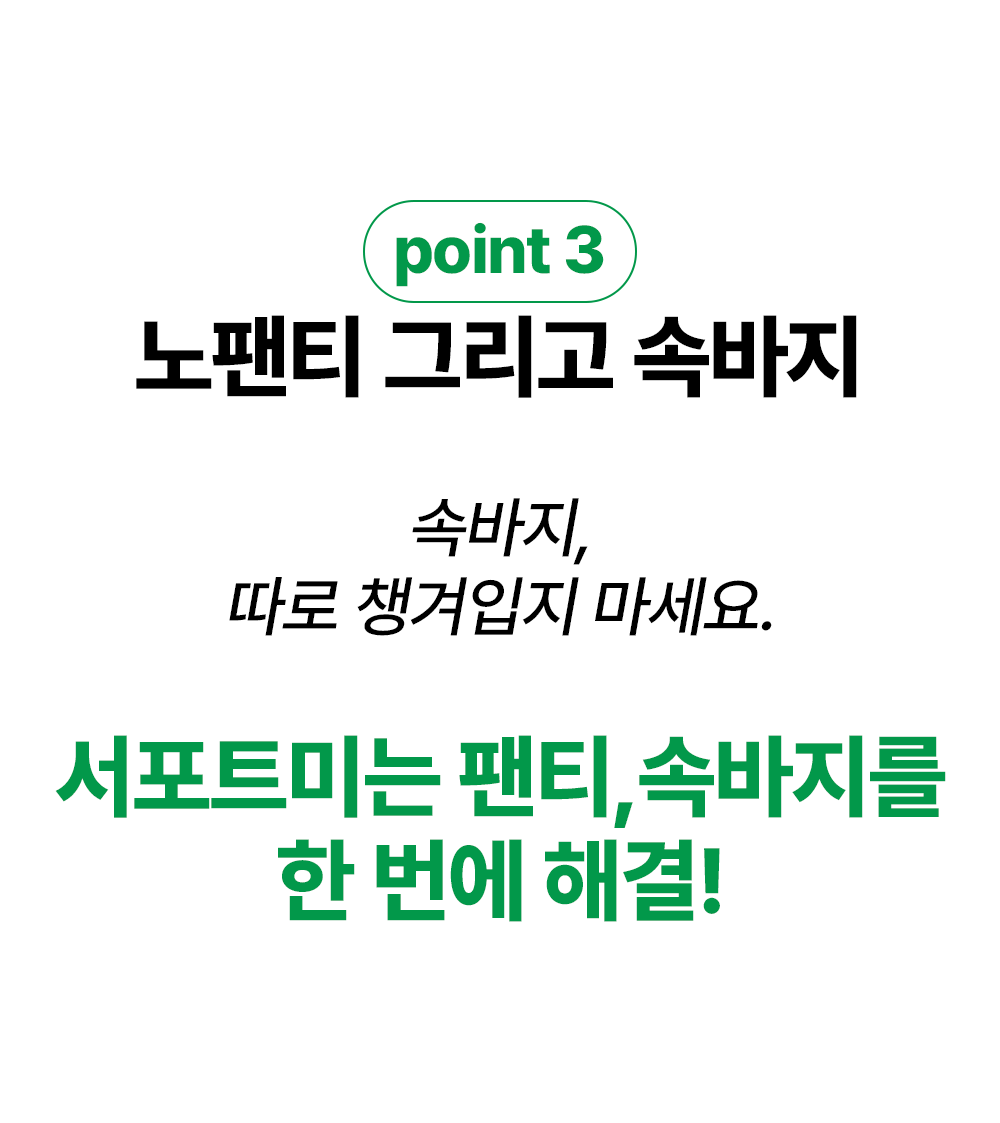 point 3
노팬티 그리고 속바지
속바지,
따로 챙겨입지 마세요.
서포트미는 팬티,속바지를
한 번에 해결!